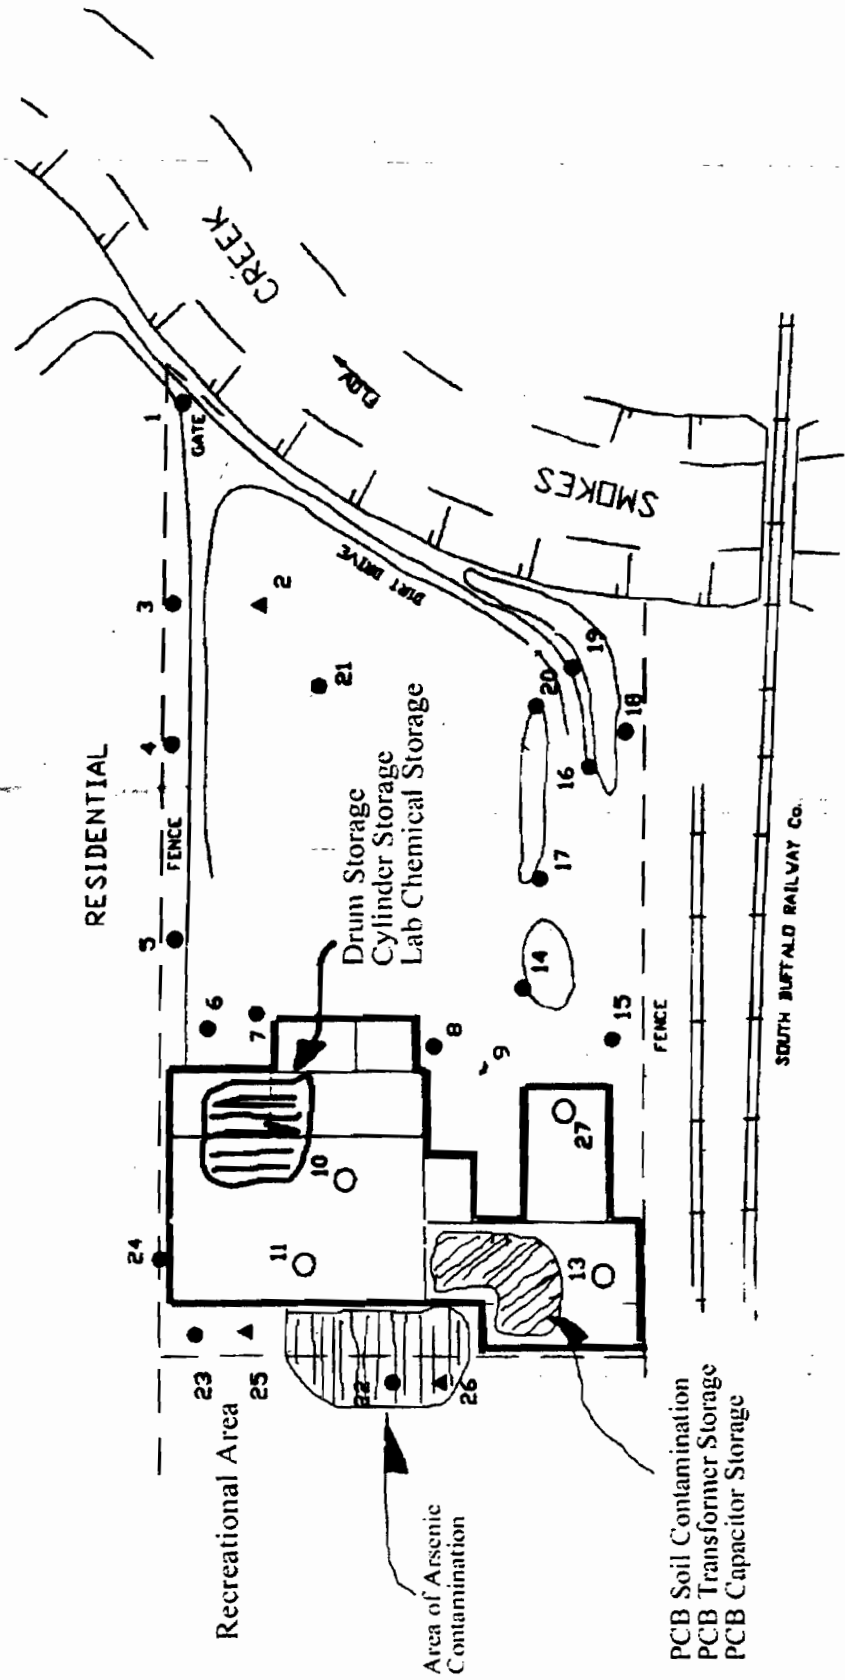 RESIDENTIAL
FENCE
GATE
CREEK
FLOW
SMOKES
DIRT DRIVE
1
2
3
4
5
6
7
8
9
10
11
13
14
15
16
17
18
19
20
21
22
23
24
25
26
27
Drum Storage
Cylinder Storage
Lab Chemical Storage
FENCE
SOUTH BUFFALO RAILWAY Co.
Recreational Area
Area of Arsenic
Contamination
PCB Soil Contamination
PCB Transformer Storage
PCB Capacitor Storage